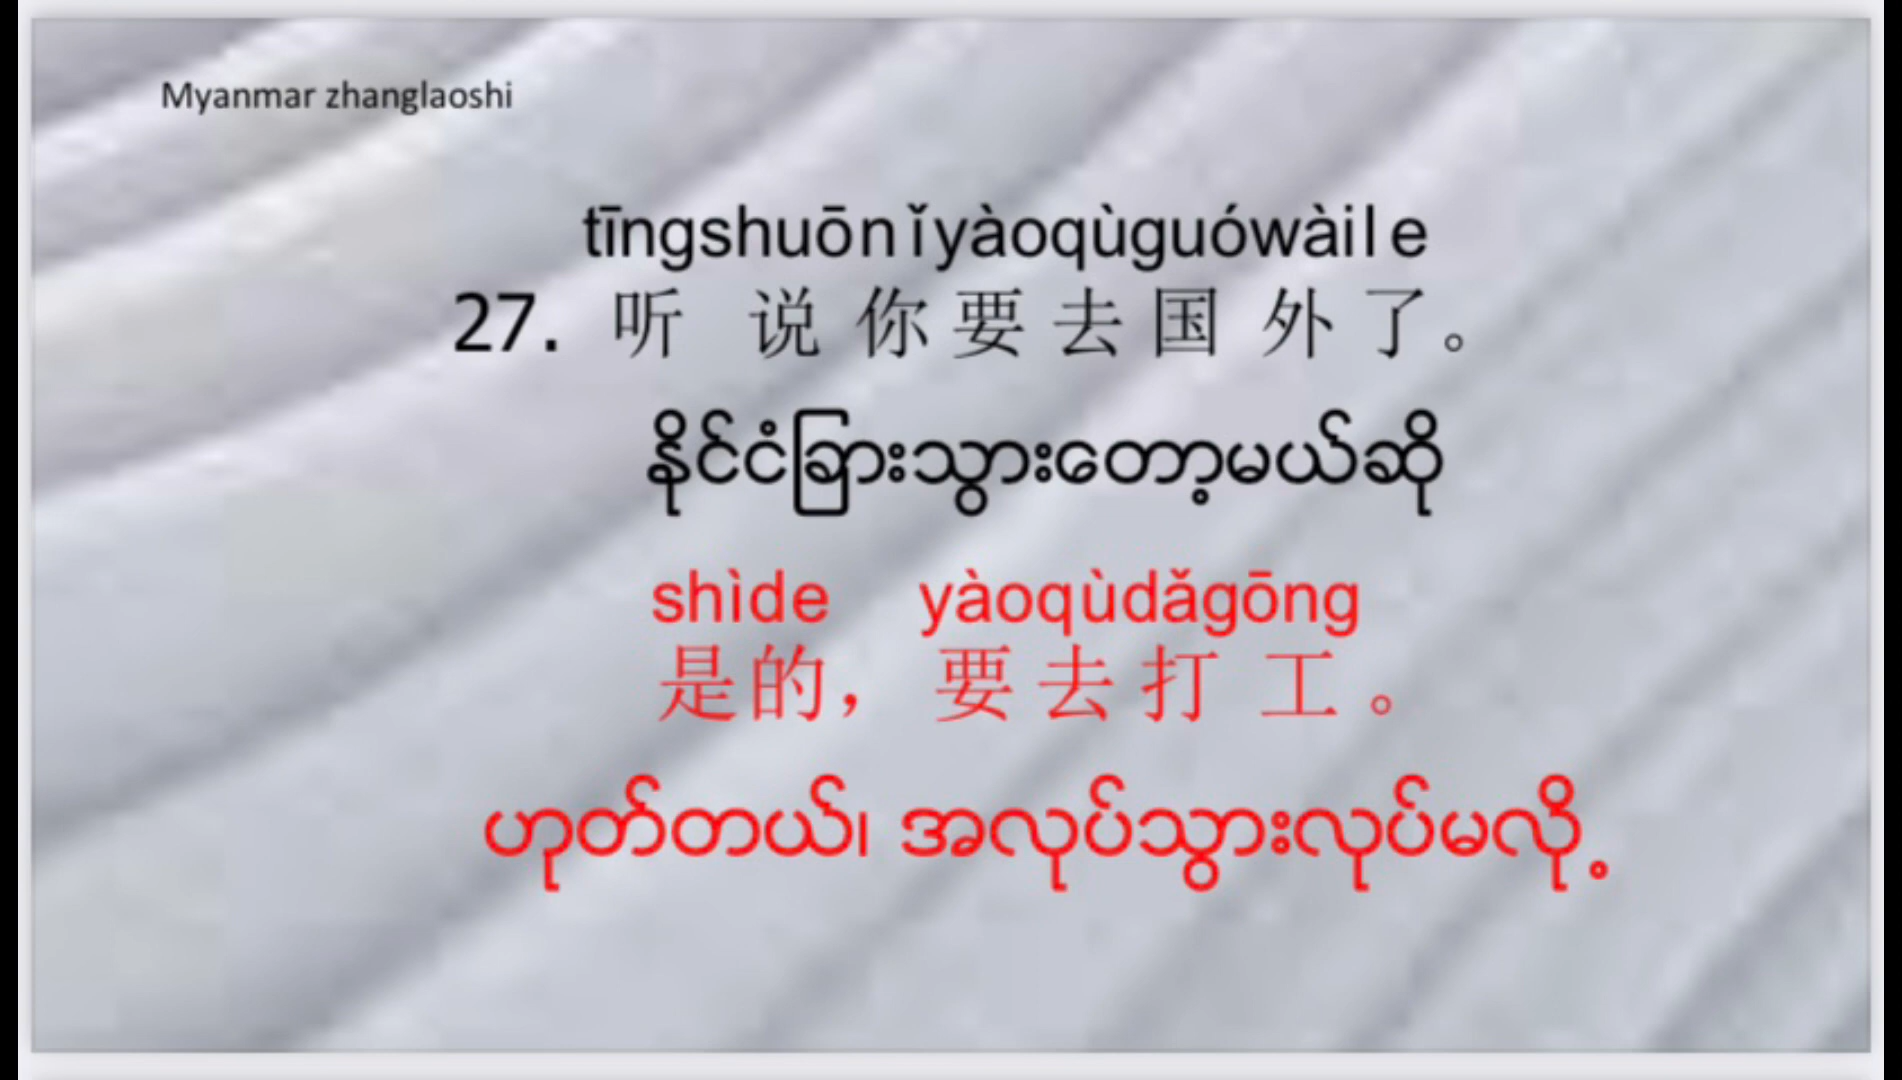 Myanmar zhanglaoshi
tīngshuōnǐyàoqùguówàile
27. 听 说 你 要 去 国 外 了。
နိုင်ငံခြားသွားတော့မယ်ဆို
shìde yàoqùdǎgōng
是的，要去打 工。
ဟုတ်တယ်၊ အလုပ်သွားလုပ်မလို့